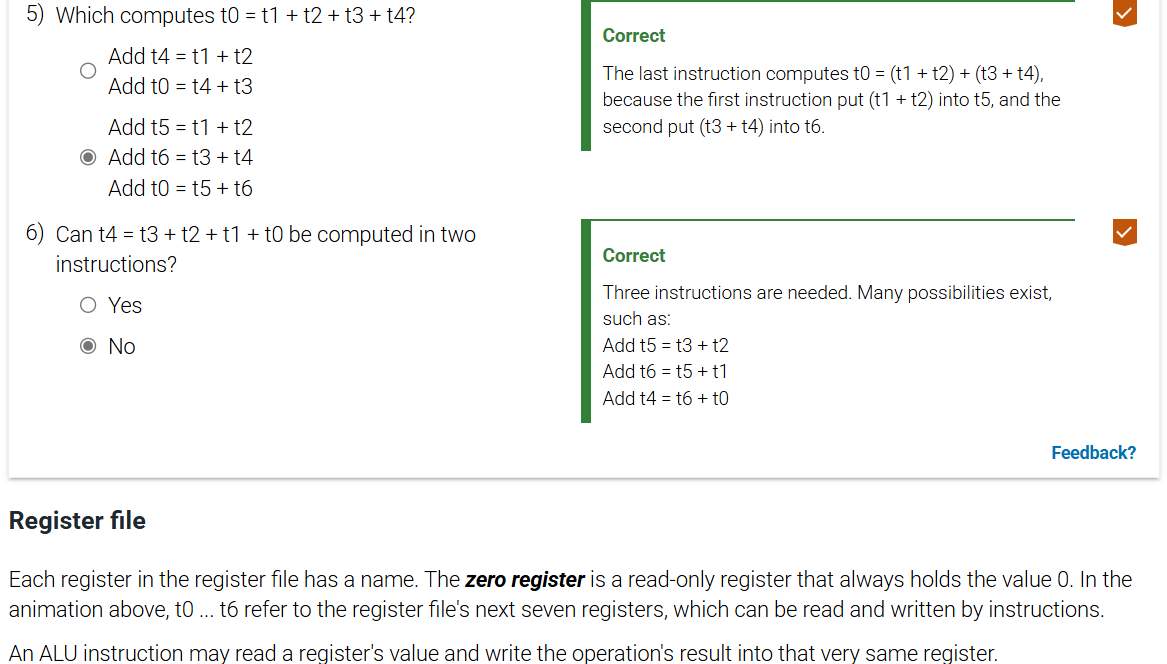 5) Which computes t0 = t1 + t2 + t3 + t4?
Add t4 = t1 + t2
Add t0 = t4 + t3
Add t5 = t1 + t2
Add t6 = t3 + t4
Add t0 = t5 + t6
Correct
The last instruction computes t0 = (t1 + t2) + (t3 + t4),
because the first instruction put (t1 + t2) into t5, and the
second put (t3 + t4) into t6.
6) Can t4 = t3 + t2 + t1 + t0 be computed in two
instructions?
Yes
No
Correct
Three instructions are needed. Many possibilities exist,
such as:
Add t5 = t3 + t2
Add t6 = t5 + t1
Add t4 = t6 + t0
Feedback?
Register file
Each register in the register file has a name. The zero register is a read-only register that always holds the value 0. In the
animation above, t0 ... t6 refer to the register file's next seven registers, which can be read and written by instructions.
An ALU instruction may read a register's value and write the operation's result into that very same register.